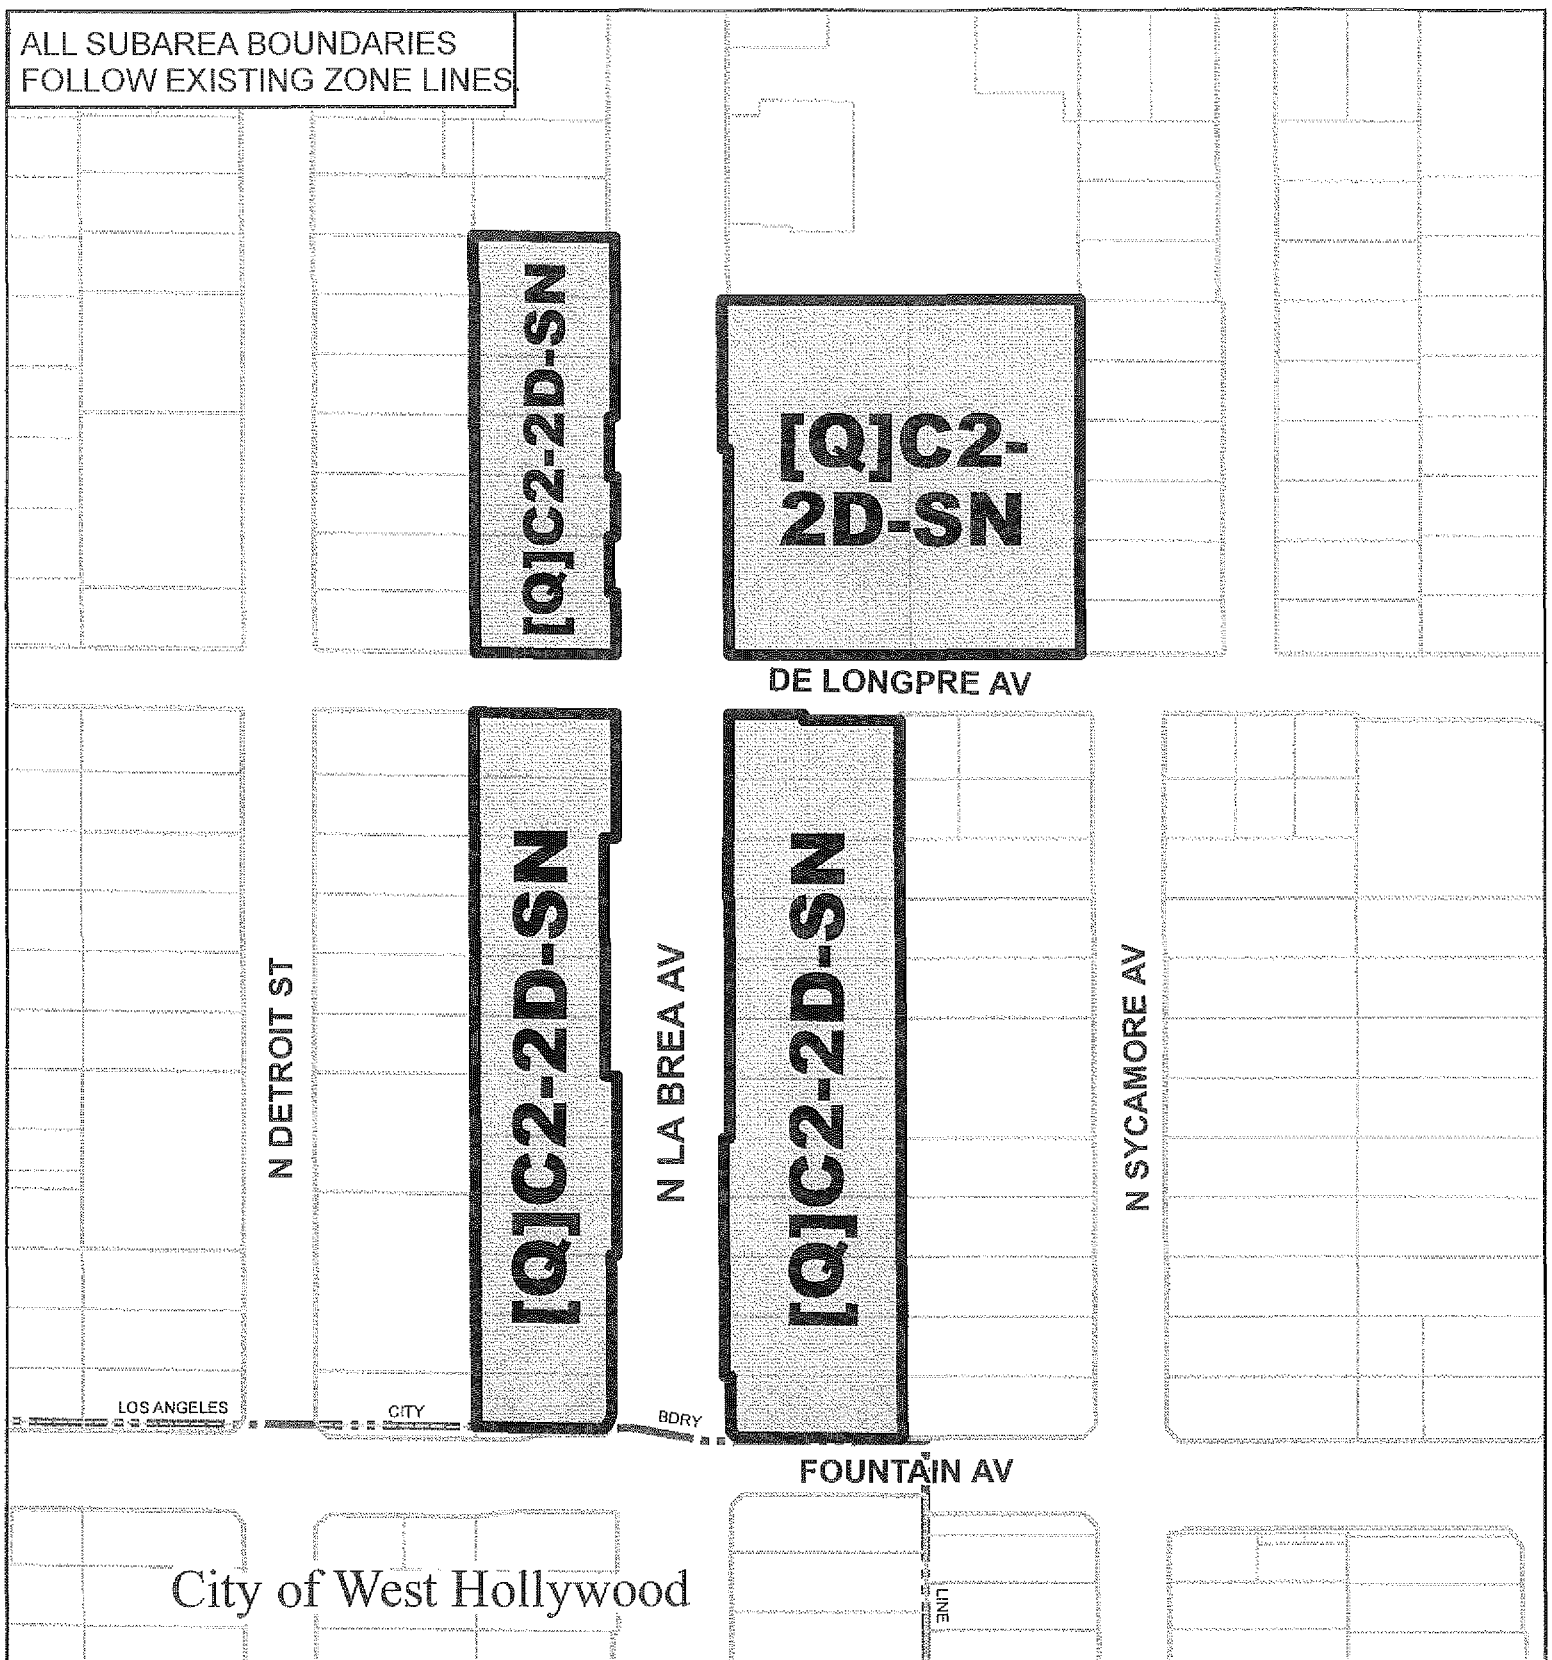 ALL SUBAREA BOUNDARIES
FOLLOW EXISTING ZONE LINES.
[Q]C2-2D-SN
[Q]C2-
2D-SN
DE LONGPRE AV
[Q]C2-2D-SN
[Q]C2-2D-SN
N DETROIT ST
N LA BREA AV
N SYCAMORE AV
LOS ANGELES
CITY
BDRY
FOUNTAIN AV
City of West Hollywood
LINE